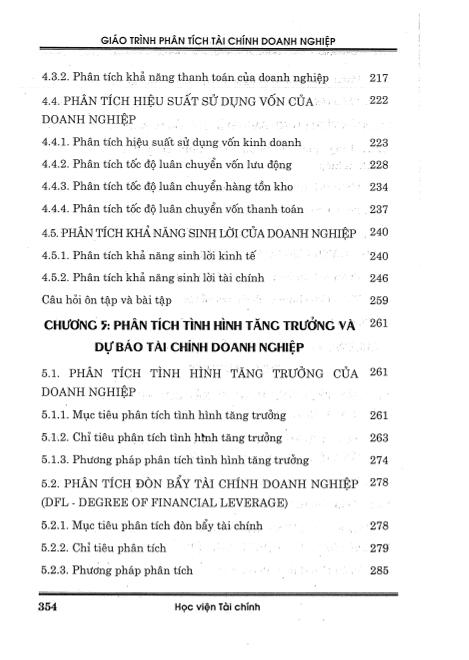 GIÁO TRÌNH PHÂN TÍCH TÀI CHÍNH DOANH NGHIỆP
4.3.2. Phân tích khả năng thanh toán của doanh nghiệp 217
4.4. PHÂN TÍCH HIỆU SUẤT SỬ DỤNG VỐN CỦA 222
DOANH NGHIỆP
4.4.1. Phân tích hiệu suất sử dụng vốn kinh doanh 223
4.4.2. Phân tích tốc độ luân chuyển vốn lưu động 228
4.4.3. Phân tích tốc độ luân chuyển hàng tồn kho 234
4.4.4. Phân tích tốc độ luân chuyển vốn thanh toán 237
4.5. PHÂN TÍCH KHẢ NĂNG SINH LỜI CỦA DOANH NGHIỆP 240
4.5.1. Phân tích khả năng sinh lời kinh tế 240
4.5.2. Phân tích khả năng sinh lời tài chính 246
Câu hỏi ôn tập và bài tập 259
CHƯƠNG 5: PHÂN TÍCH TÌNH HÌNH TĂNG TRƯỞNG VÀ 261
DỰ BÁO TÀI CHÍNH DOANH NGHIỆP
5.1. PHÂN TÍCH TÌNH HÌNH TĂNG TRƯỞNG CỦA 261
DOANH NGHIỆP
5.1.1. Mục tiêu phân tích tình hình tăng trưởng 261
5.1.2. Chỉ tiêu phân tích tình hình tăng trưởng 263
5.1.3. Phương pháp phân tích tình hình tăng trưởng 274
5.2. PHÂN TÍCH ĐÒN BẨY TÀI CHÍNH DOANH NGHIỆP 278
(DFL - DEGREE OF FINANCIAL LEVERAGE)
5.2.1. Mục tiêu phân tích đòn bẩy tài chính 278
5.2.2. Chỉ tiêu phân tích 279
5.2.3. Phương pháp phân tích 285
354 Học viện Tài chính